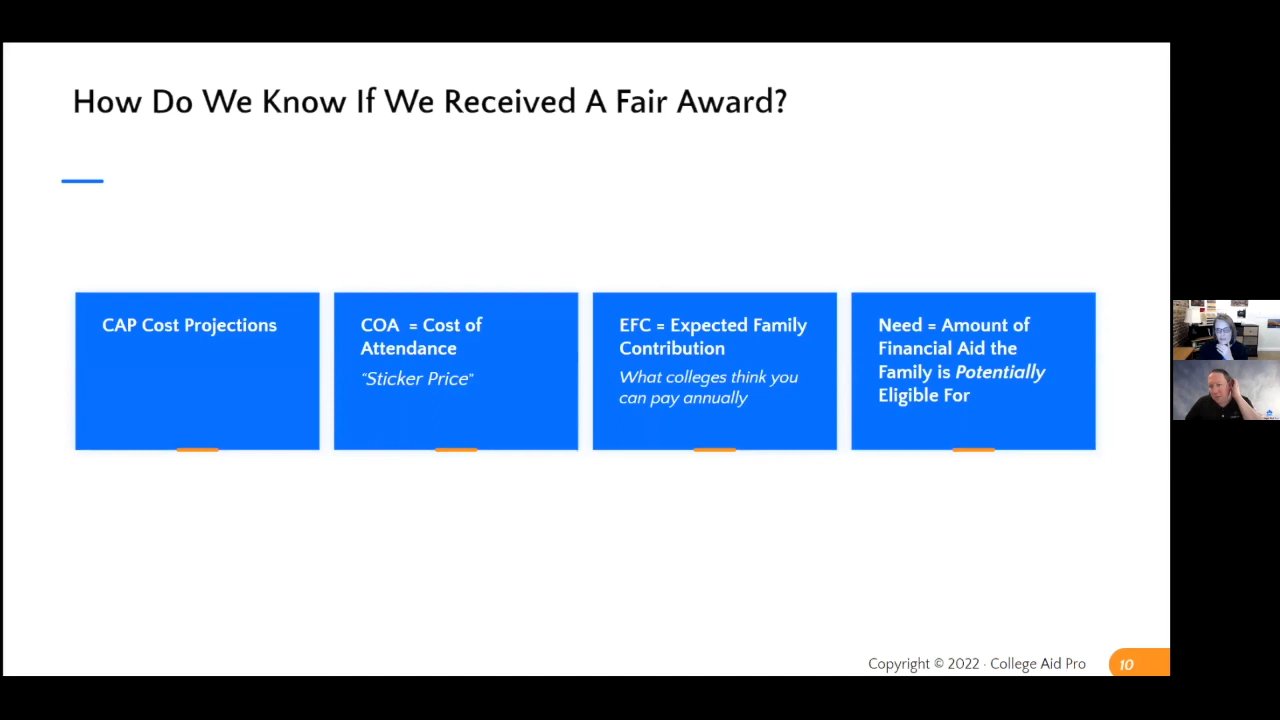 How Do We Know If We Received A Fair Award?
CAP Cost Projections
COA = Cost of
Attendance
“Sticker Price”
EFC = Expected Family
Contribution
What colleges think you
can pay annually
Need = Amount of
Financial Aid the
Family is Potentially
Eligible For
Copyright © 2022 · College Aid Pro
10